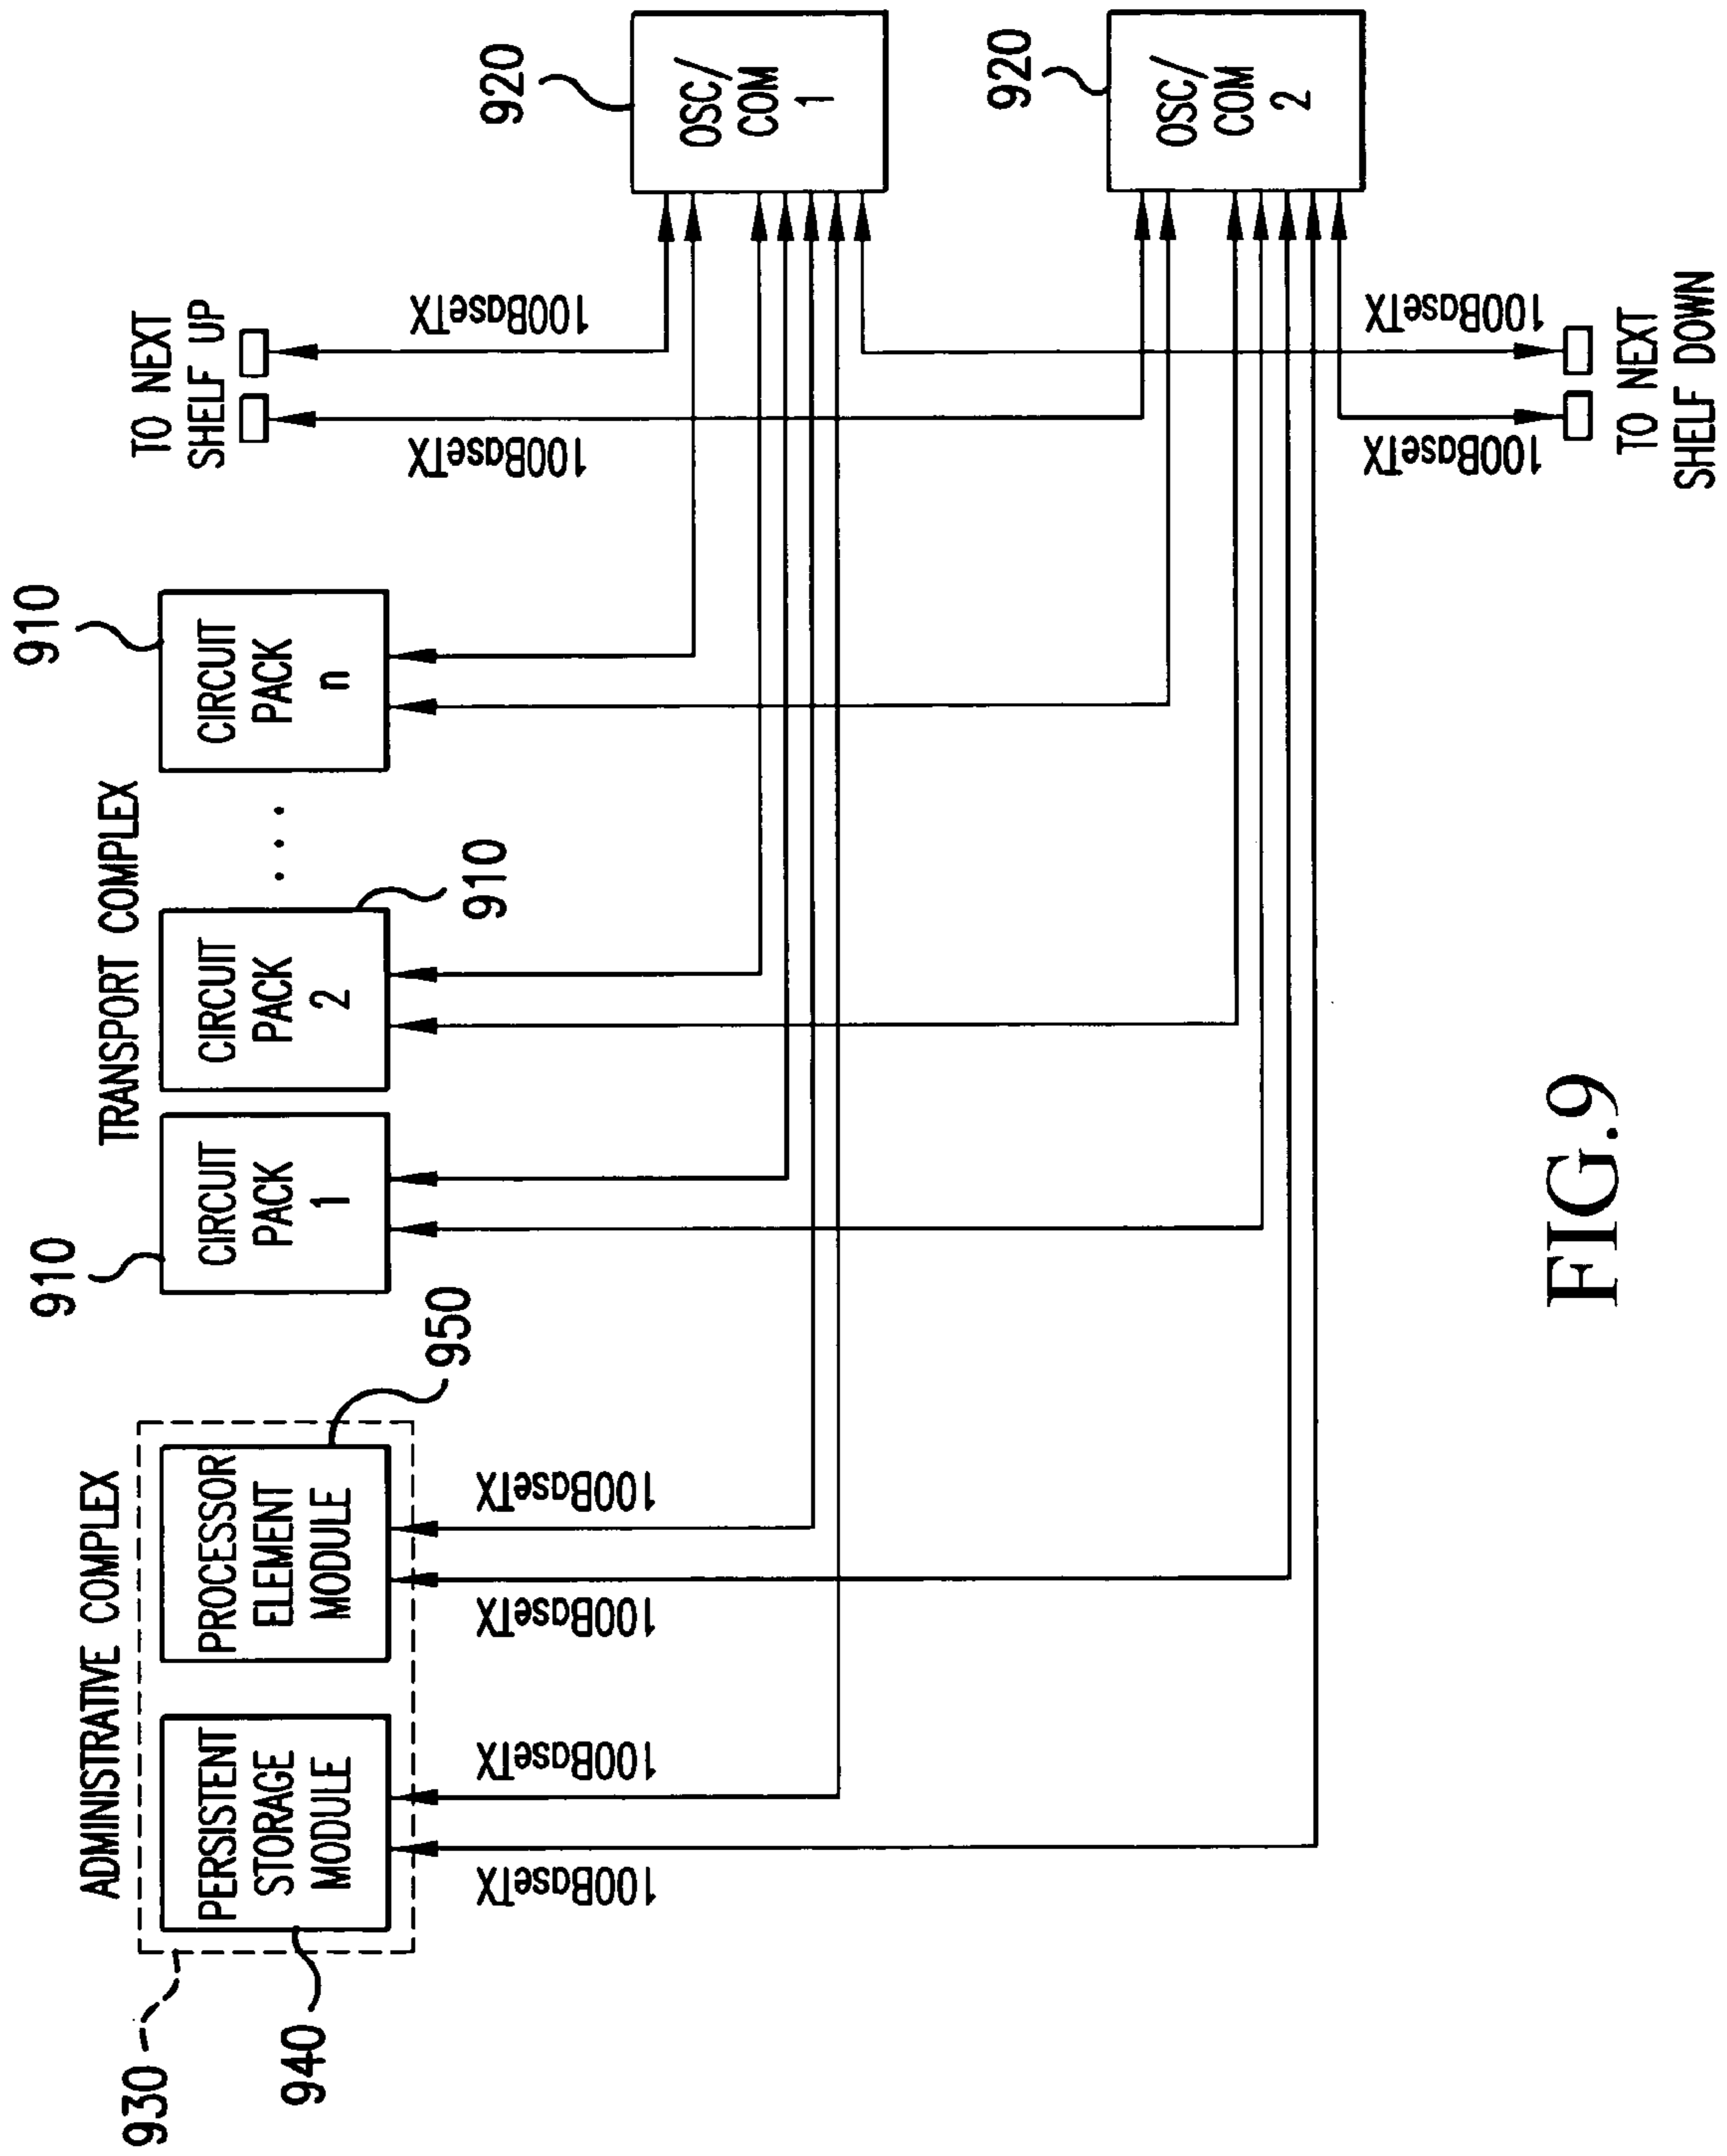 930
940
ADMINISTRATIVE COMPLEX
PERSISTENT
STORAGE
MODULE
PROCESSOR
ELEMENT
MODULE
950
100BaseTX
100BaseTX
100BaseTX
100BaseTX
TRANSPORT COMPLEX
910
CIRCUIT
PACK
1
CIRCUIT
PACK
2
910
. . .
910
CIRCUIT
PACK
n
TO NEXT
SHELF UP
100BaseTX
100BaseTX
920
OSC/
COM
1
920
OSC/
COM
2
100BaseTX
100BaseTX
TO NEXT
SHELF DOWN
FIG.9